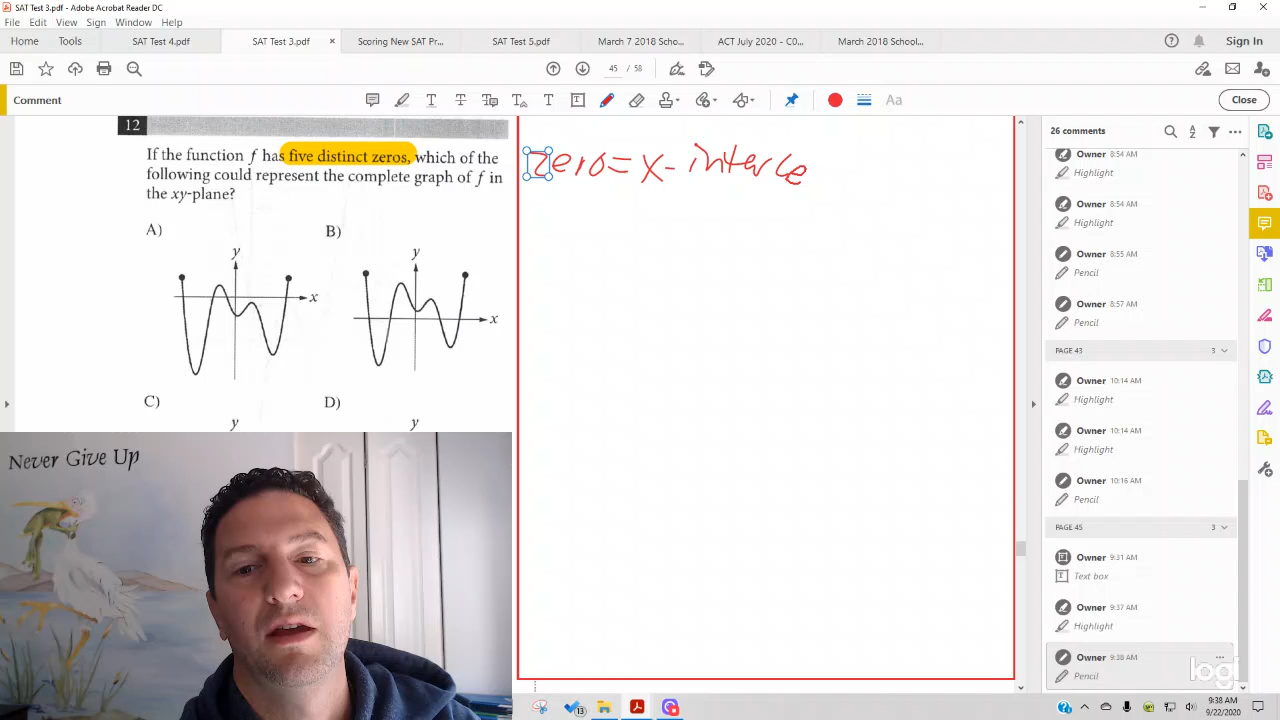 SAT Test 3.pdf - Adobe Acrobat Reader DC
File Edit View Sign Window Help
Home Tools SAT Test 4.pdf SAT Test 3.pdf × Scoring New SAT Pr... SAT Test 5.pdf March 7 2018 Scho... ACT July 2020 - C0... March 2018 School... Sign In
45 / 58
Comment Aa Close
12
If the function f has five distinct zeros, which of the
following could represent the complete graph of f in
the xy-plane?
A) B)
y y
x x
C) D)
y y
zero = x-interce
Never Give Up
26 comments
Owner 8:54 AM
Highlight
Owner 8:54 AM
Highlight
Owner 8:55 AM
Pencil
Owner 8:57 AM
Pencil
PAGE 43 3
Owner 10:14 AM
Highlight
Owner 10:14 AM
Highlight
Owner 10:16 AM
Pencil
PAGE 45 3
Owner 9:31 AM
Text box
Owner 9:37 AM
Highlight
Owner 9:38 AM
Pencil
logi
13
9:38 AM
9/22/2020